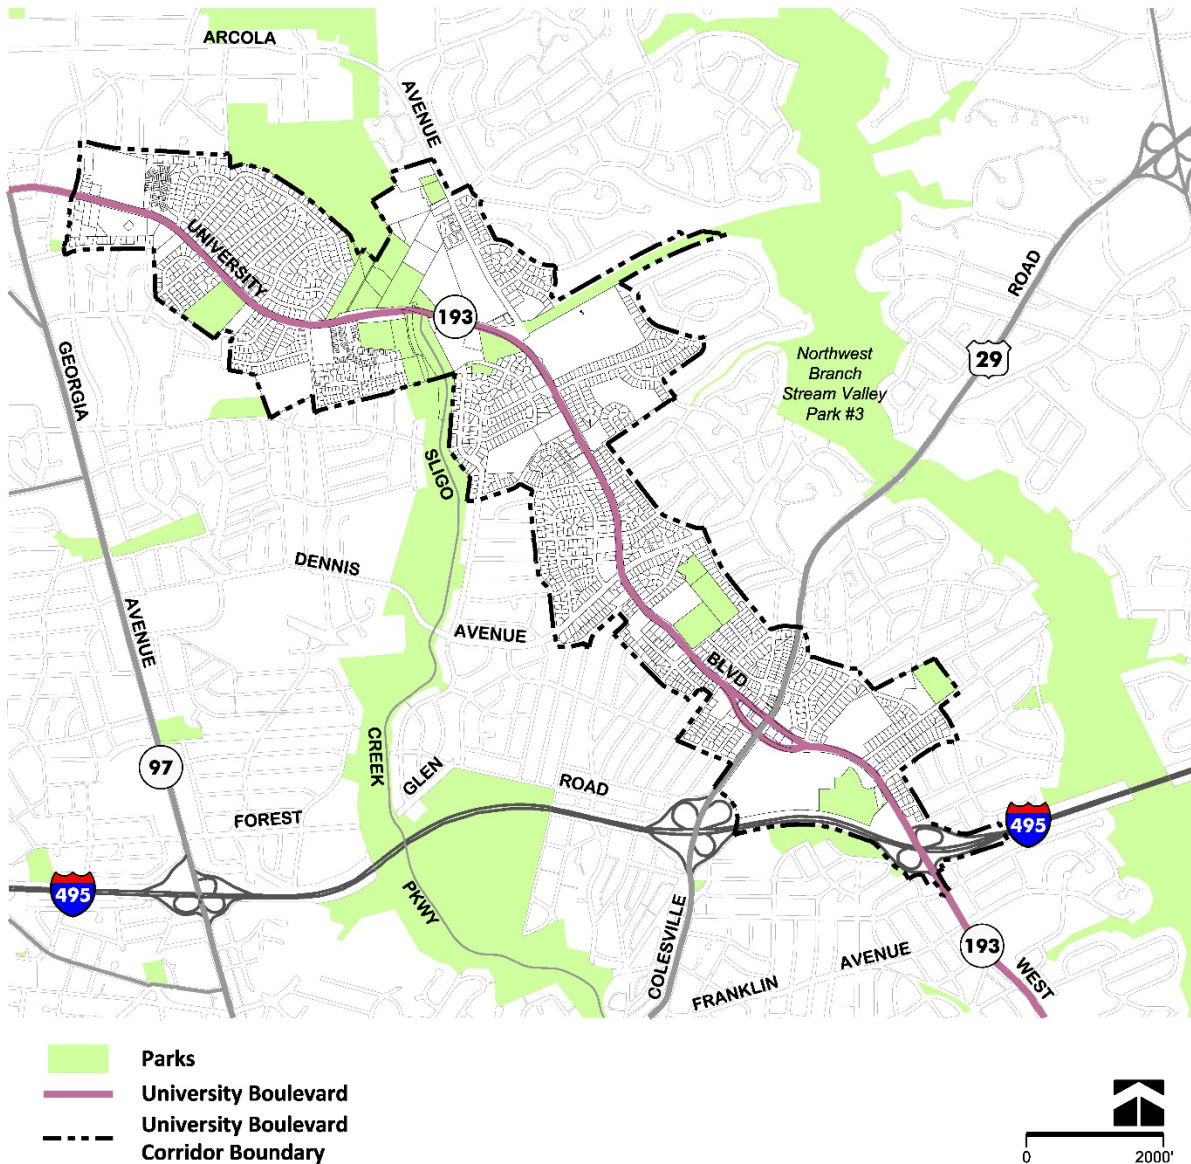 ARCOLA
AVENUE
UNIVERSITY
193
ROAD
29
Northwest
Branch
Stream Valley
Park #3
GEORGIA
SLIGO
DENNIS
AVENUE
AVENUE
BLVD
CREEK
GLEN
ROAD
97
FOREST
495
495
PKWY
COLESVILLE
FRANKLIN
AVENUE
193
WEST
Parks
University Boulevard
University Boulevard
Corridor Boundary
0 2000'